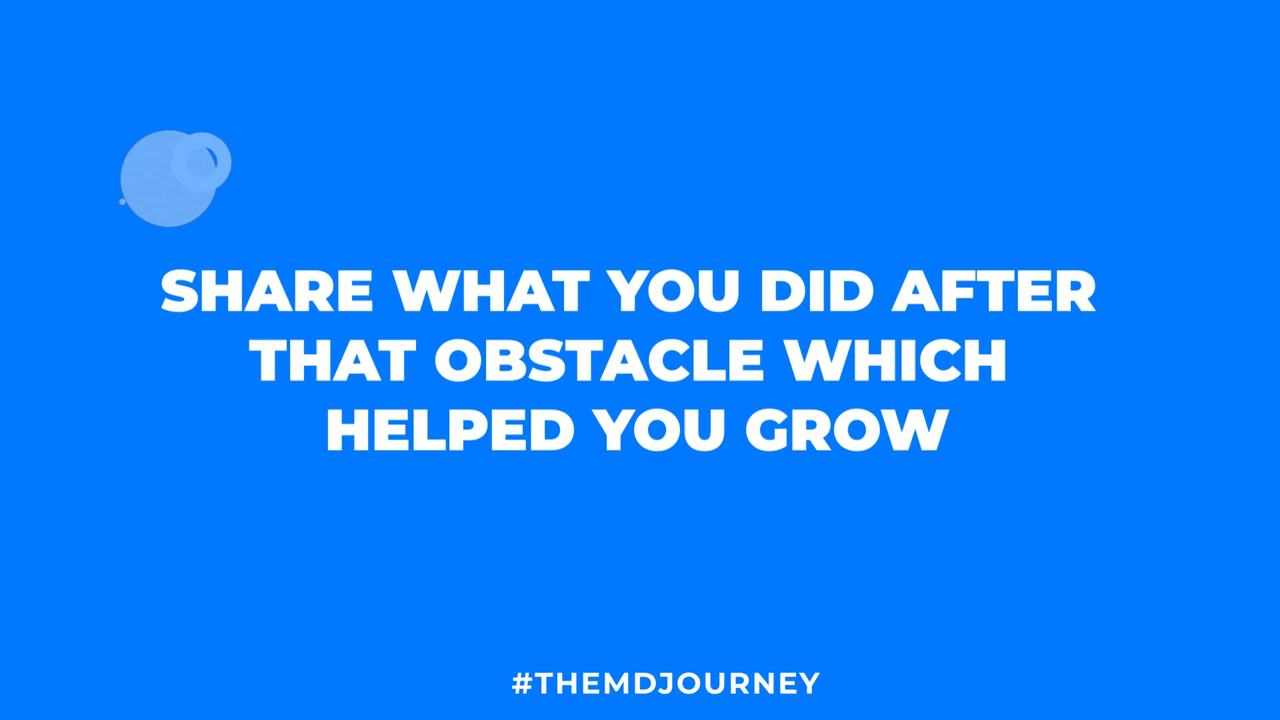 SHARE WHAT YOU DID AFTER
THAT OBSTACLE WHICH
HELPED YOU GROW
#THEMDJOURNEY